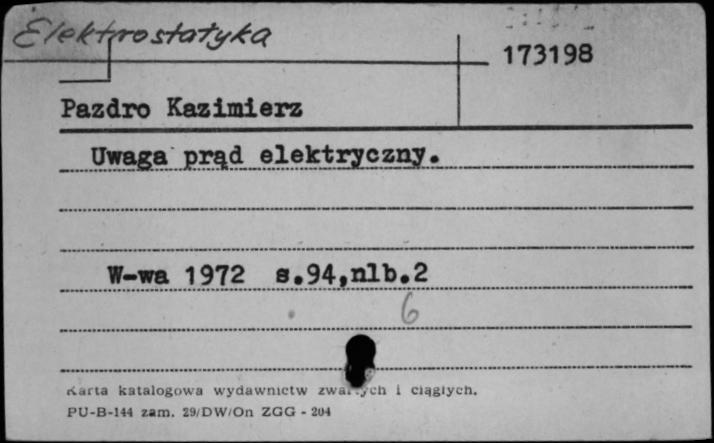 Elektrostatyka
173198
Pazdro Kazimierz
Uwaga prąd elektryczny.
W-wa 1972 s.94,nlb.2
6
Karta katalogowa wydawnictw zwartych i ciągłych.
PU-B-144 zam. 29/DW/On ZGG - 204